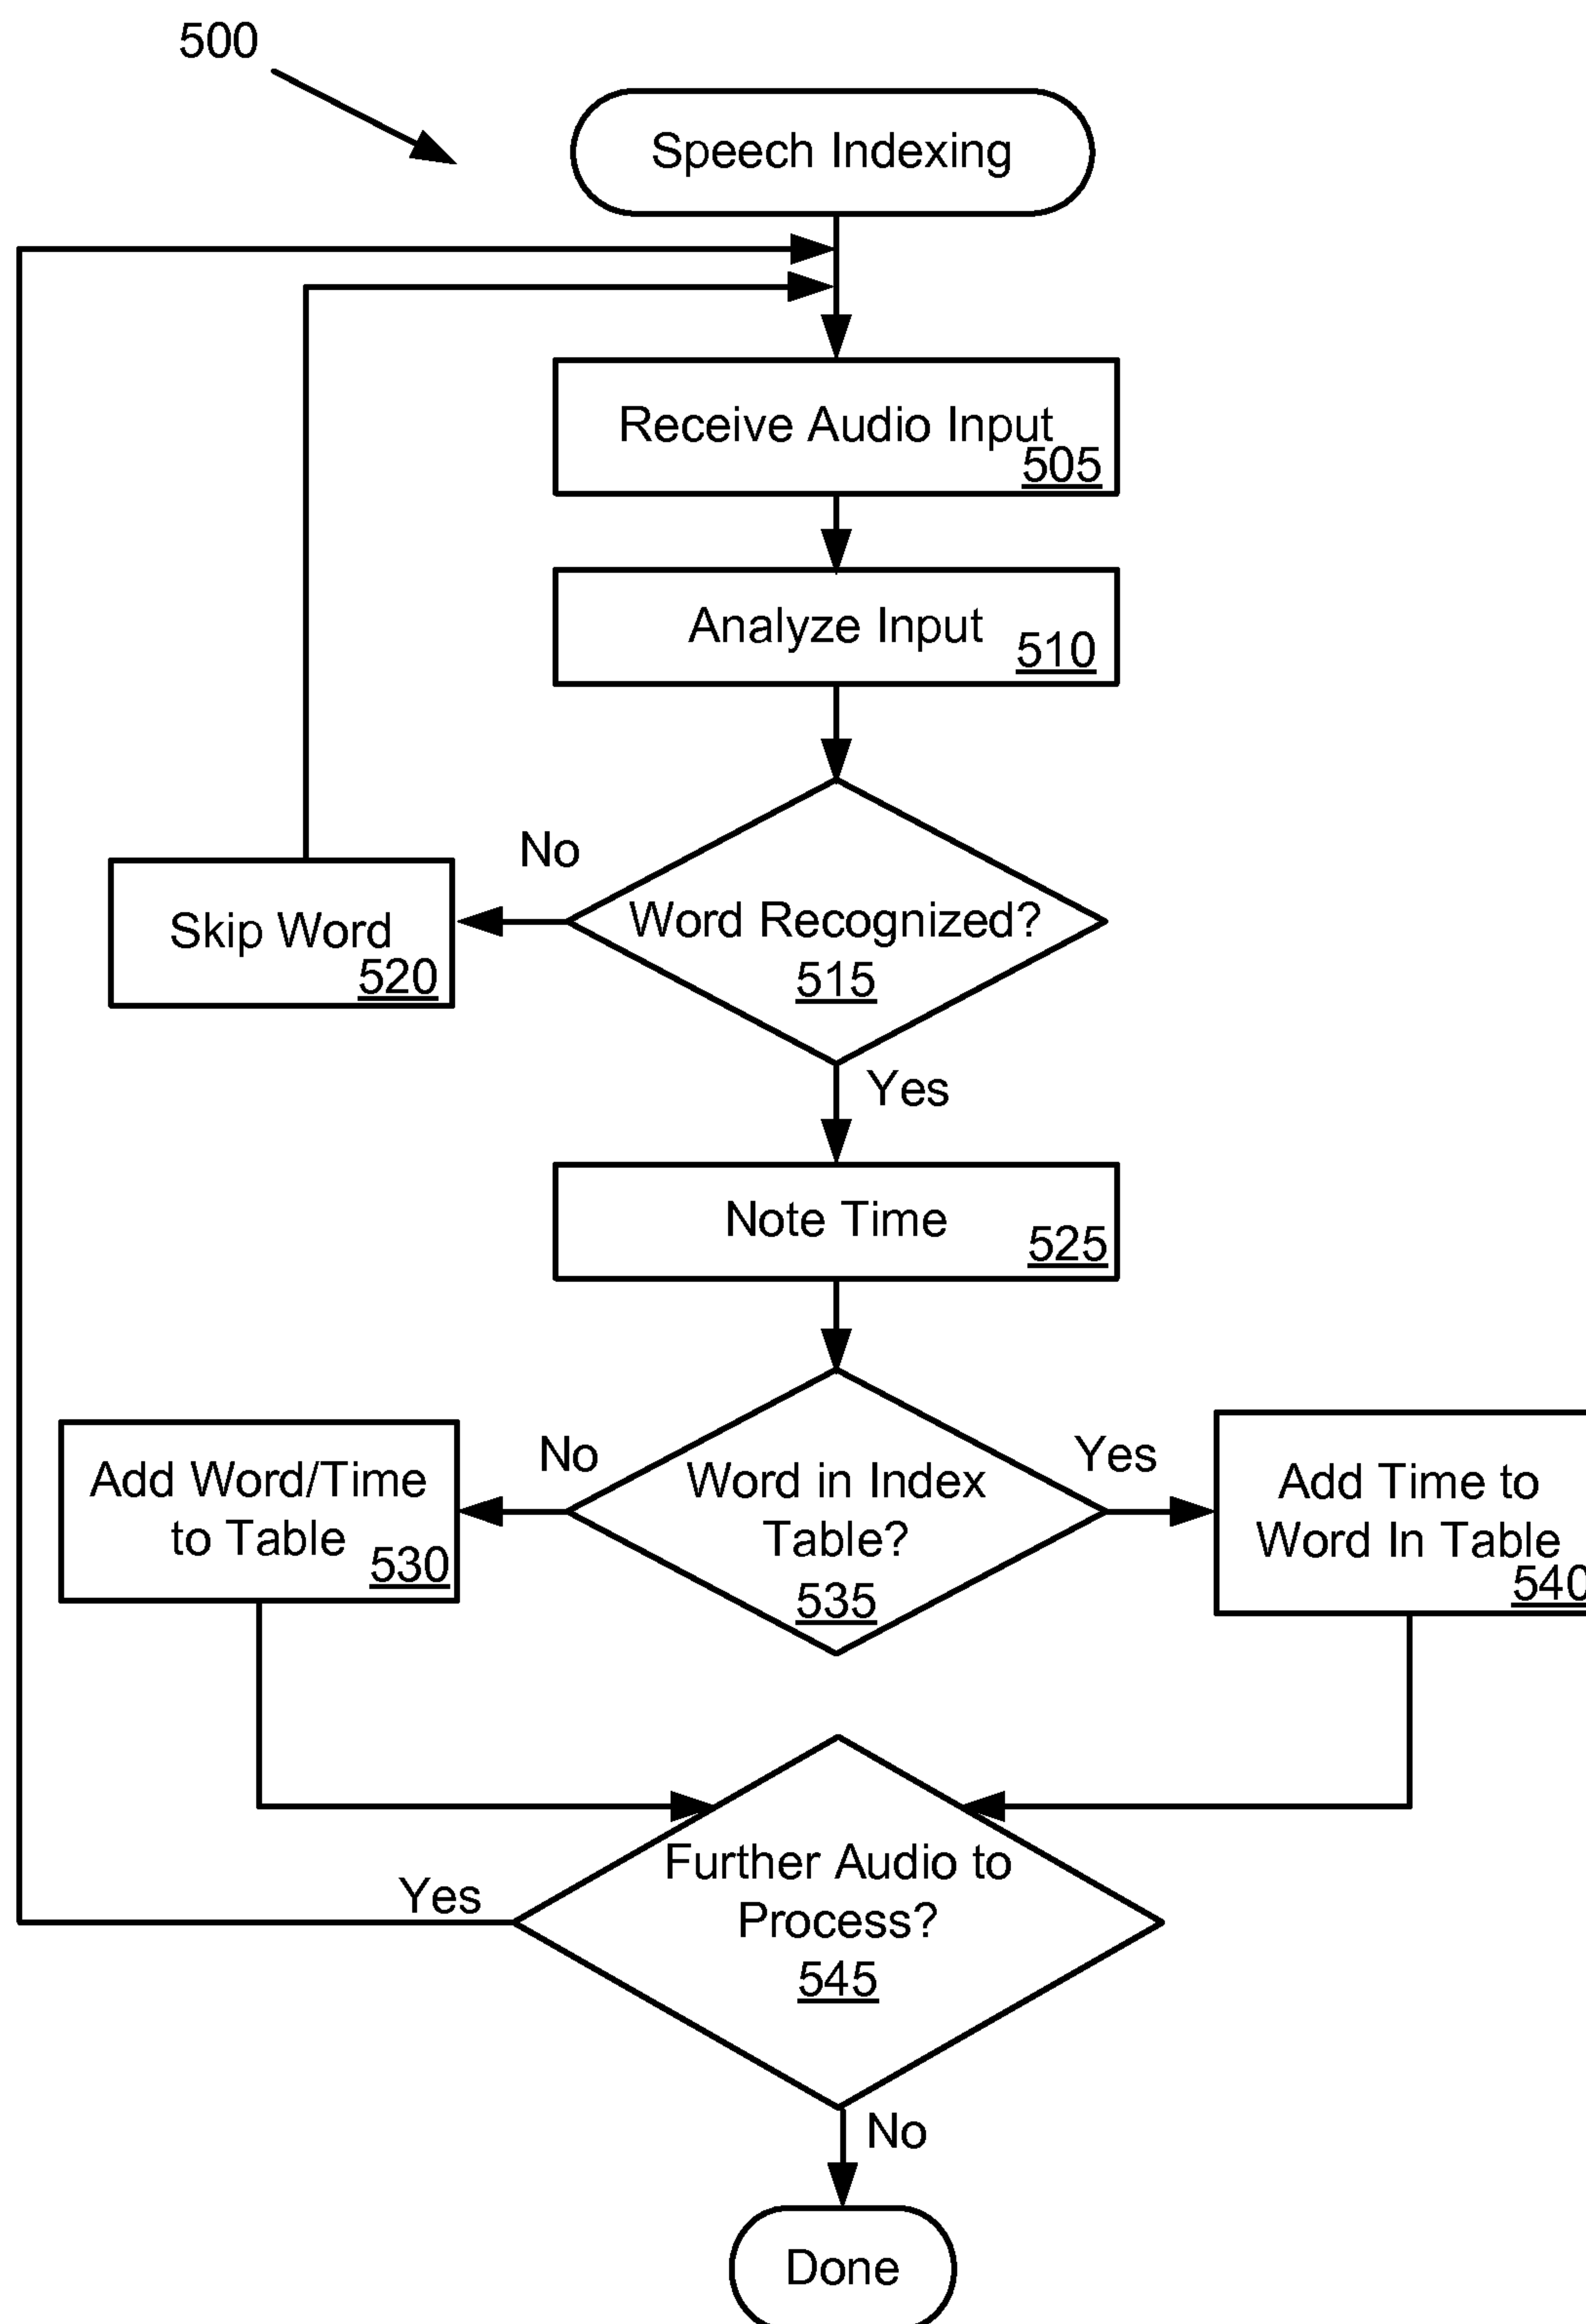 500
Speech Indexing
Receive Audio Input
505
Analyze Input
510
No
Word Recognized?
515
Skip Word
520
Yes
Note Time
525
No
Word in Index
Table?
535
Yes
Add Word/Time
to Table
530
Add Time to
Word In Table
540
Further Audio to
Process?
545
Yes
No
Done